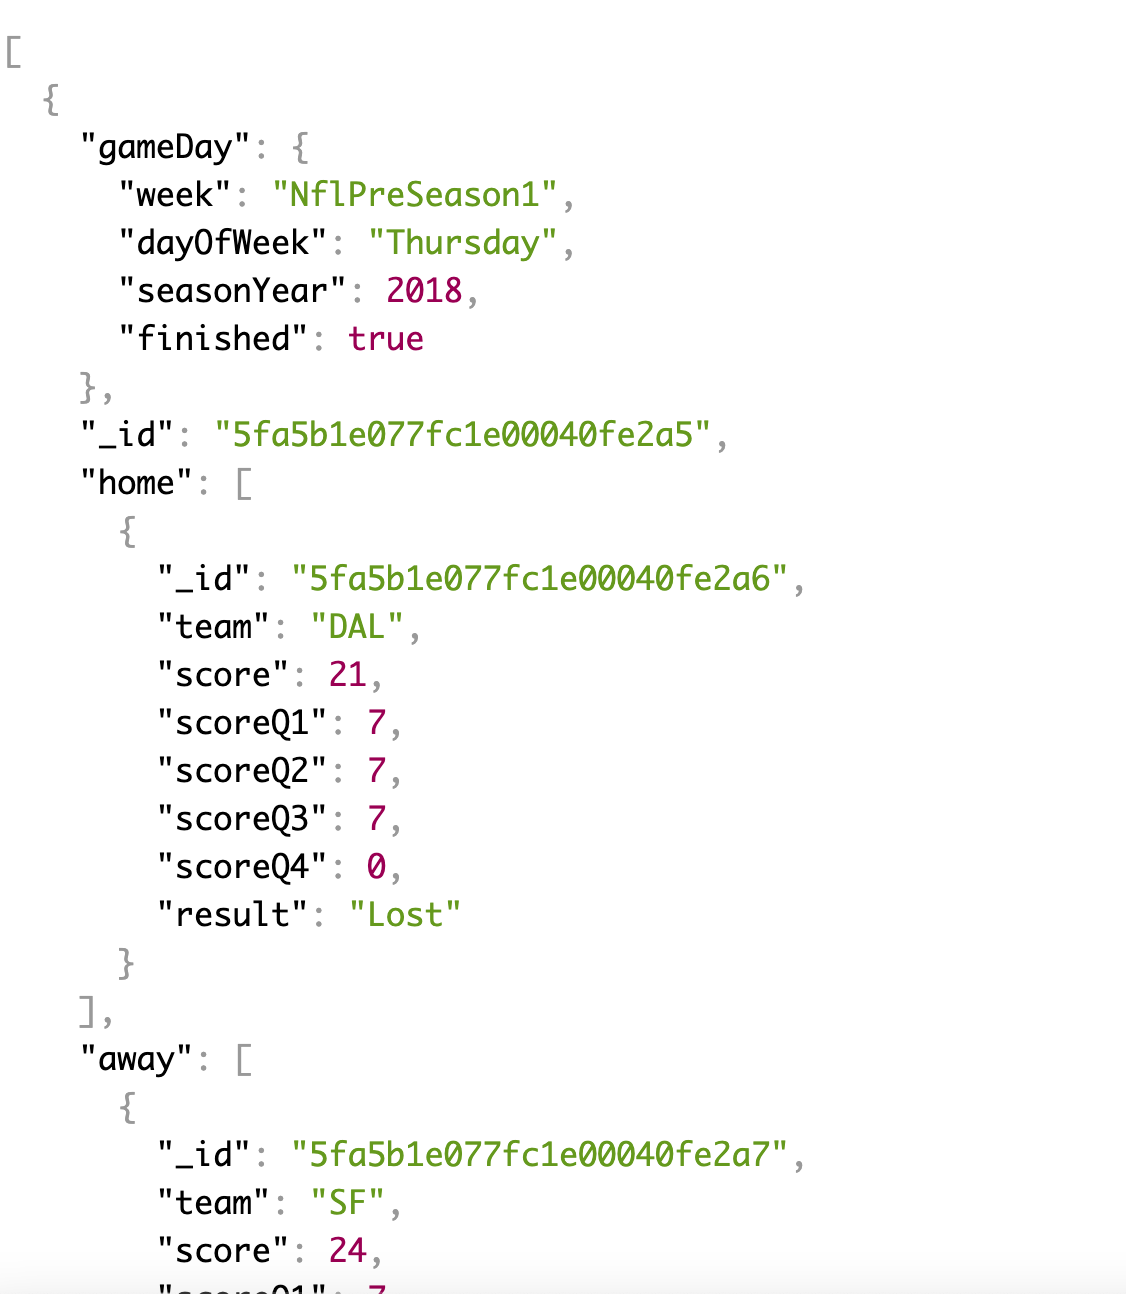 [
{
"gameDay": {
"week": "NflPreSeason1",
"dayOfWeek": "Thursday",
"seasonYear": 2018,
"finished": true
},
"_id": "5fa5b1e077fc1e00040fe2a5",
"home": [
{
"_id": "5fa5b1e077fc1e00040fe2a6",
"team": "DAL",
"score": 21,
"scoreQ1": 7,
"scoreQ2": 7,
"scoreQ3": 7,
"scoreQ4": 0,
"result": "Lost"
}
],
"away": [
{
"_id": "5fa5b1e077fc1e00040fe2a7",
"team": "SF",
"score": 24,